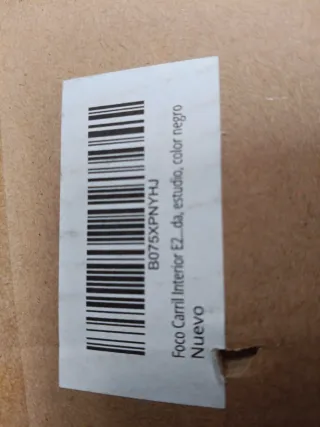 B075XPNYHJ
Foco Carril Interior E2...da, estudio, color negro
Nuevo